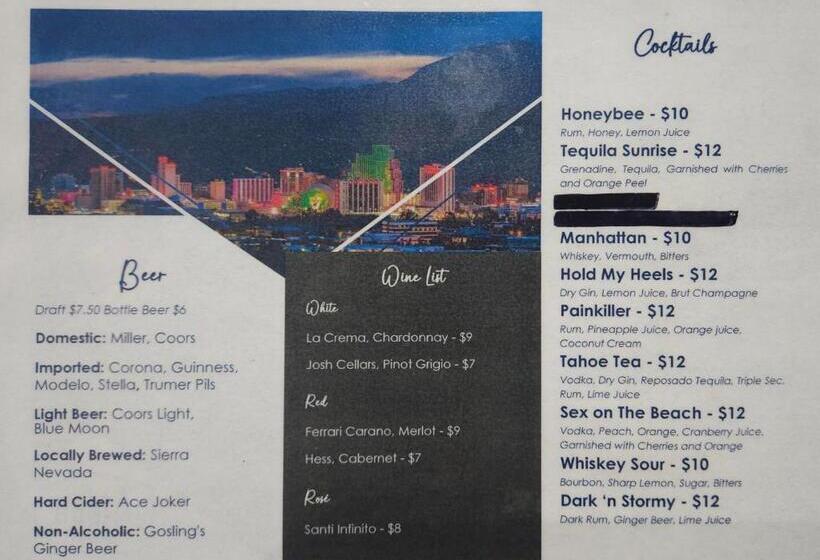 Beer
Draft $7.50 Bottle Beer $6
Domestic: Miller, Coors
Imported: Corona, Guinness,
Modelo, Stella, Trumer Pils
Light Beer: Coors Light,
Blue Moon
Locally Brewed: Sierra
Nevada
Hard Cider: Ace Joker
Non-Alcoholic: Gosling's
Ginger Beer
Wine List
White
La Crema, Chardonnay - $9
Josh Cellars, Pinot Grigio - $7
Red
Ferrari Carano, Merlot - $9
Hess, Cabernet - $7
Rosé
Santi Infinito - $8
Cocktails
Honeybee - $10
Rum, Honey, Lemon Juice
Tequila Sunrise - $12
Grenadine, Tequila, Garnished with Cherries
and Orange Peel
Manhattan - $10
Whiskey, Vermouth, Bitters
Hold My Heels - $12
Dry Gin, Lemon Juice, Brut Champagne
Painkiller - $12
Rum, Pineapple Juice, Orange juice,
Coconut Cream
Tahoe Tea - $12
Vodka, Dry Gin, Reposado Tequila, Triple Sec.
Rum, Lime Juice
Sex on The Beach - $12
Vodka, Peach, Orange, Cranberry Juice.
Garnished with Cherries and Orange
Whiskey Sour - $10
Bourbon, Sharp Lemon, Sugar, Bitters
Dark 'n Stormy - $12
Dark Rum, Ginger Beer, Lime Juice